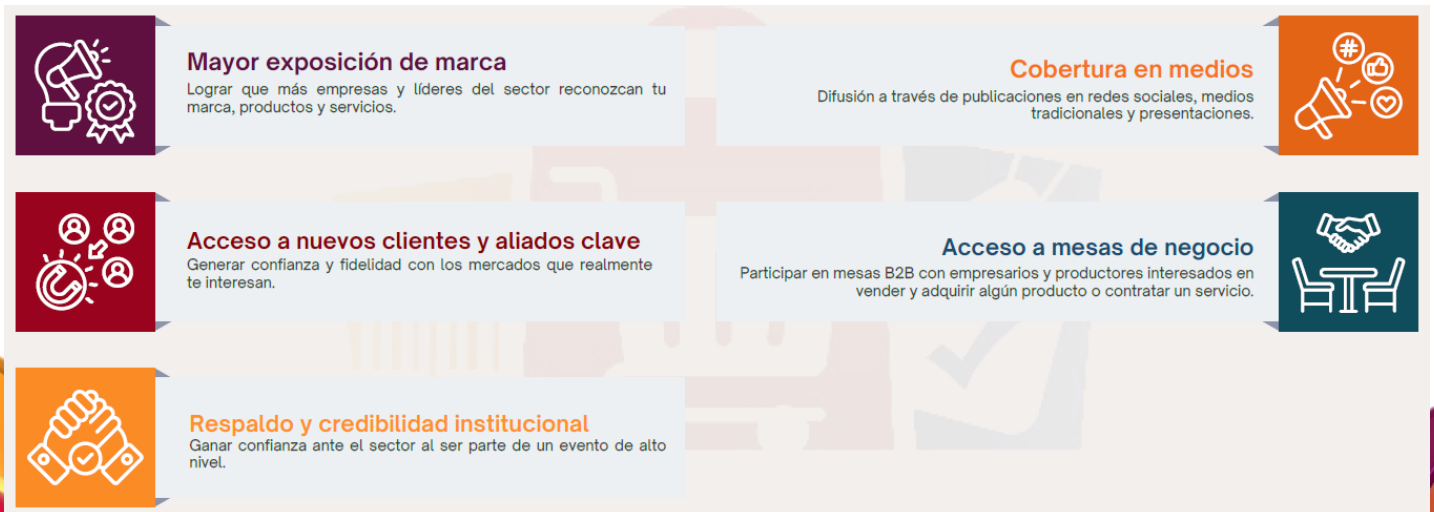 Mayor exposición de marca
Lograr que más empresas y líderes del sector reconozcan tu
marca, productos y servicios.
Cobertura en medios
Difusión a través de publicaciones en redes sociales, medios
tradicionales y presentaciones.
Acceso a nuevos clientes y aliados clave
Generar confianza y fidelidad con los mercados que realmente
te interesan.
Acceso a mesas de negocio
Participar en mesas B2B con empresarios y productores interesados en
vender y adquirir algún producto o contratar un servicio.
Respaldo y credibilidad institucional
Ganar confianza ante el sector al ser parte de un evento de alto
nivel.